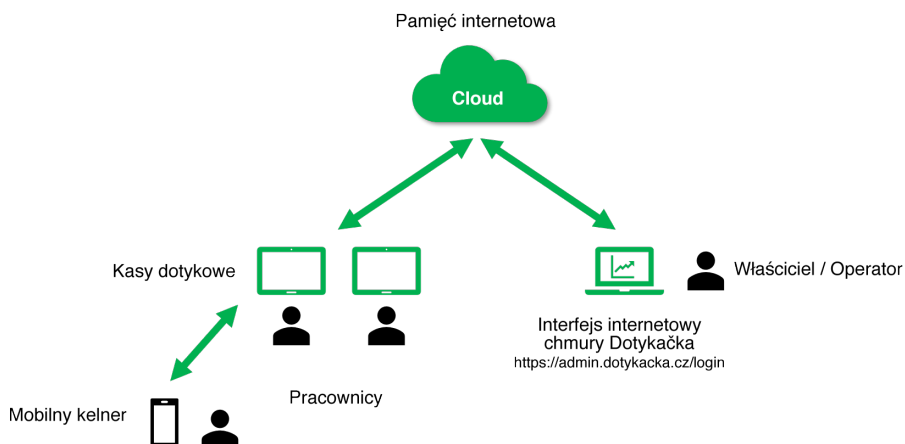 Pamięć internetowa
Cloud
Kasy dotykowe
Właściciel / Operator
Interfejs internetowy
chmury Dotykačka
https://admin.dotykacka.cz/login
Pracownicy
Mobilny kelner